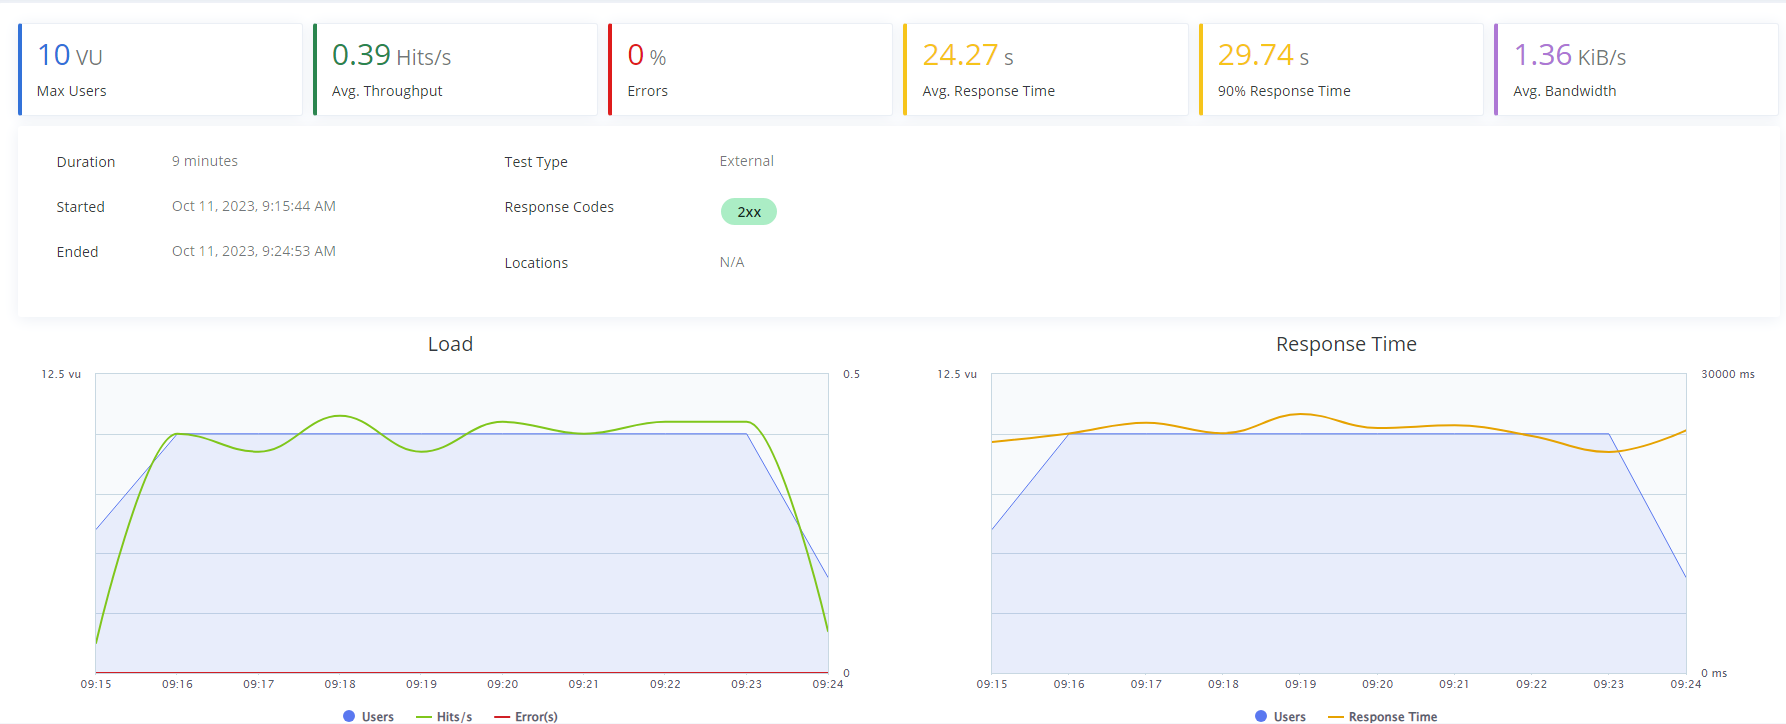 10 VU
Max Users
0.39 Hits/s
Avg. Throughput
0 %
Errors
24.27 s
Avg. Response Time
29.74 s
90% Response Time
1.36 KiB/s
Avg. Bandwidth
Duration 9 minutes
Started Oct 11, 2023, 9:15:44 AM
Ended Oct 11, 2023, 9:24:53 AM
Test Type External
Response Codes 2xx
Locations N/A
Load
12.5 vu 0.5
0
09:15 09:16 09:17 09:18 09:19 09:20 09:21 09:22 09:23 09:24
Users Hits/s Error(s)
Response Time
12.5 vu 30000 ms
0 ms
09:15 09:16 09:17 09:18 09:19 09:20 09:21 09:22 09:23 09:24
Users Response Time